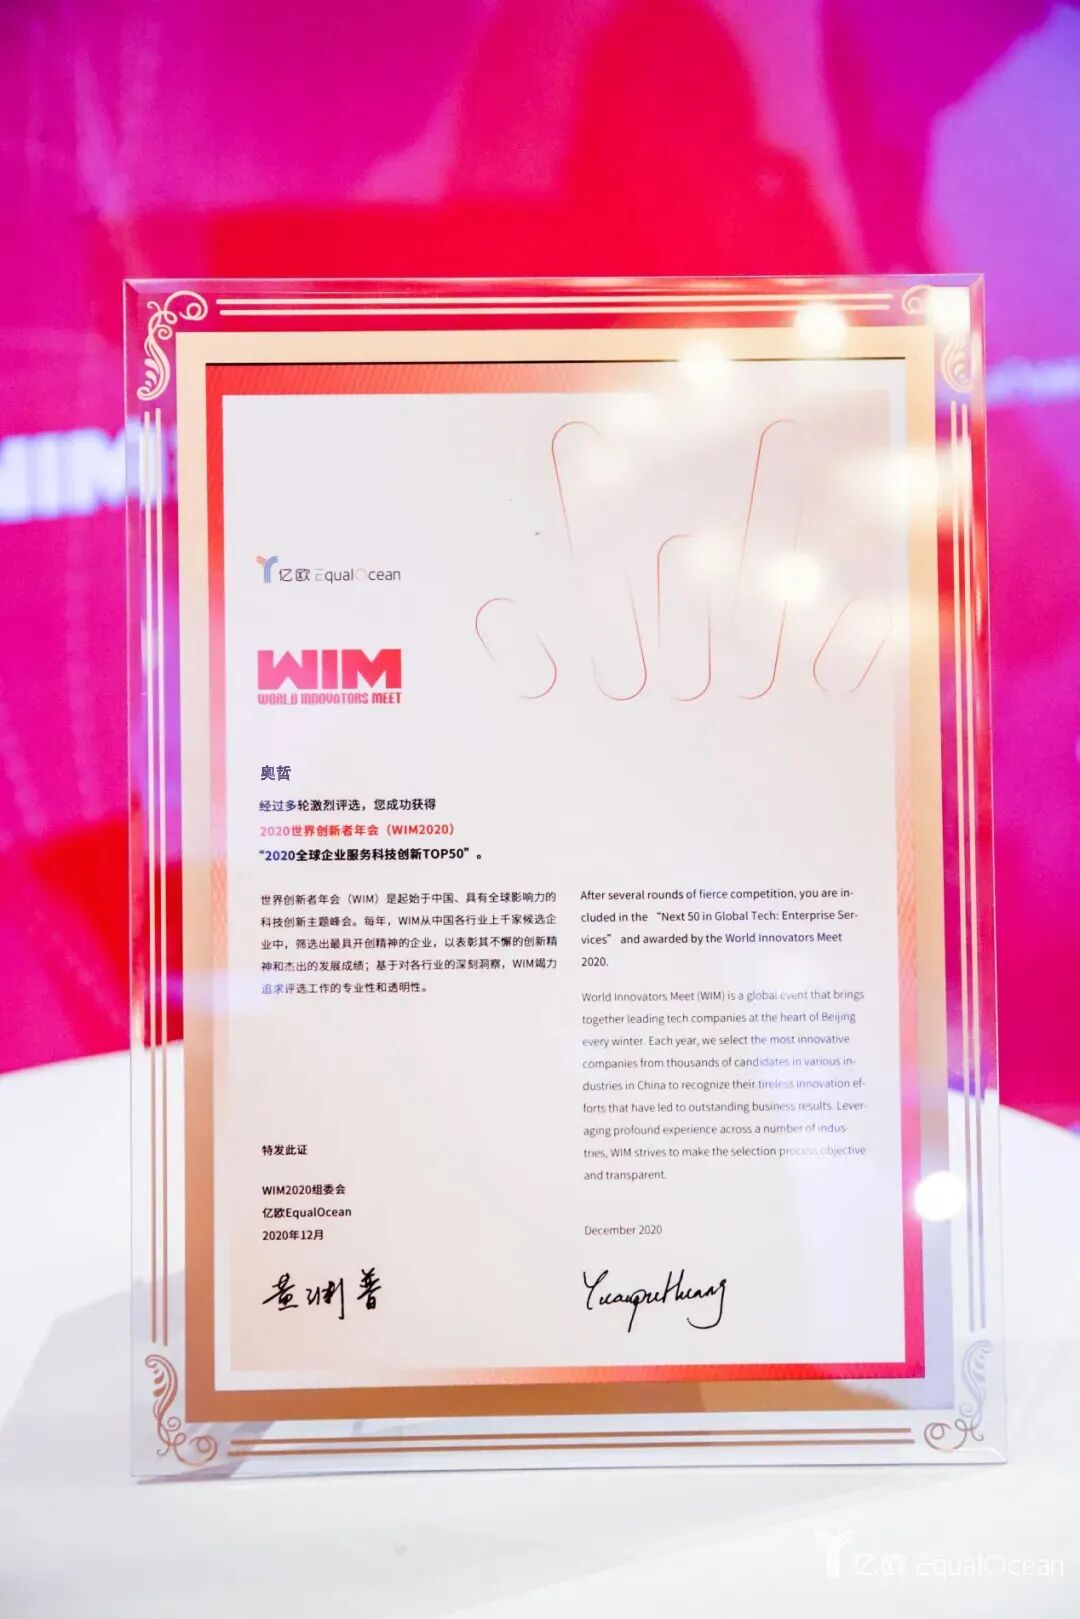 WIM
亿欧 EqualOcean
WIM
WORLD INNOVATORS MEET
奥哲
经过多轮激烈评选，您成功获得
2020世界创新者年会（WIM2020）
“2020全球企业服务科技创新TOP50”。
世界创新者年会（WIM）是起始于中国、具有全球影响力的
科技创新主题峰会。每年，WIM从中国各行业上千家候选企
业中，筛选出最具开创精神的企业，以表彰其不懈的创新精
神和杰出的发展成绩；基于对各行业的深刻洞察，WIM竭力
追求评选工作的专业性和透明性。
After several rounds of fierce competition, you are in-
cluded in the “Next 50 in Global Tech: Enterprise Ser-
vices” and awarded by the World Innovators Meet
2020.
World Innovators Meet (WIM) is a global event that brings
together leading tech companies at the heart of Beijing
every winter. Each year, we select the most innovative
companies from thousands of candidates in various in-
dustries in China to recognize their tireless innovation ef-
forts that have led to outstanding business results. Lever-
aging profound experience across a number of indus-
tries, WIM strives to make the selection process objective
and transparent.
特发此证
WIM2020组委会
亿欧EqualOcean
2020年12月
December 2020
黄渊普
Yuanpu Huang
亿欧 EqualOcean